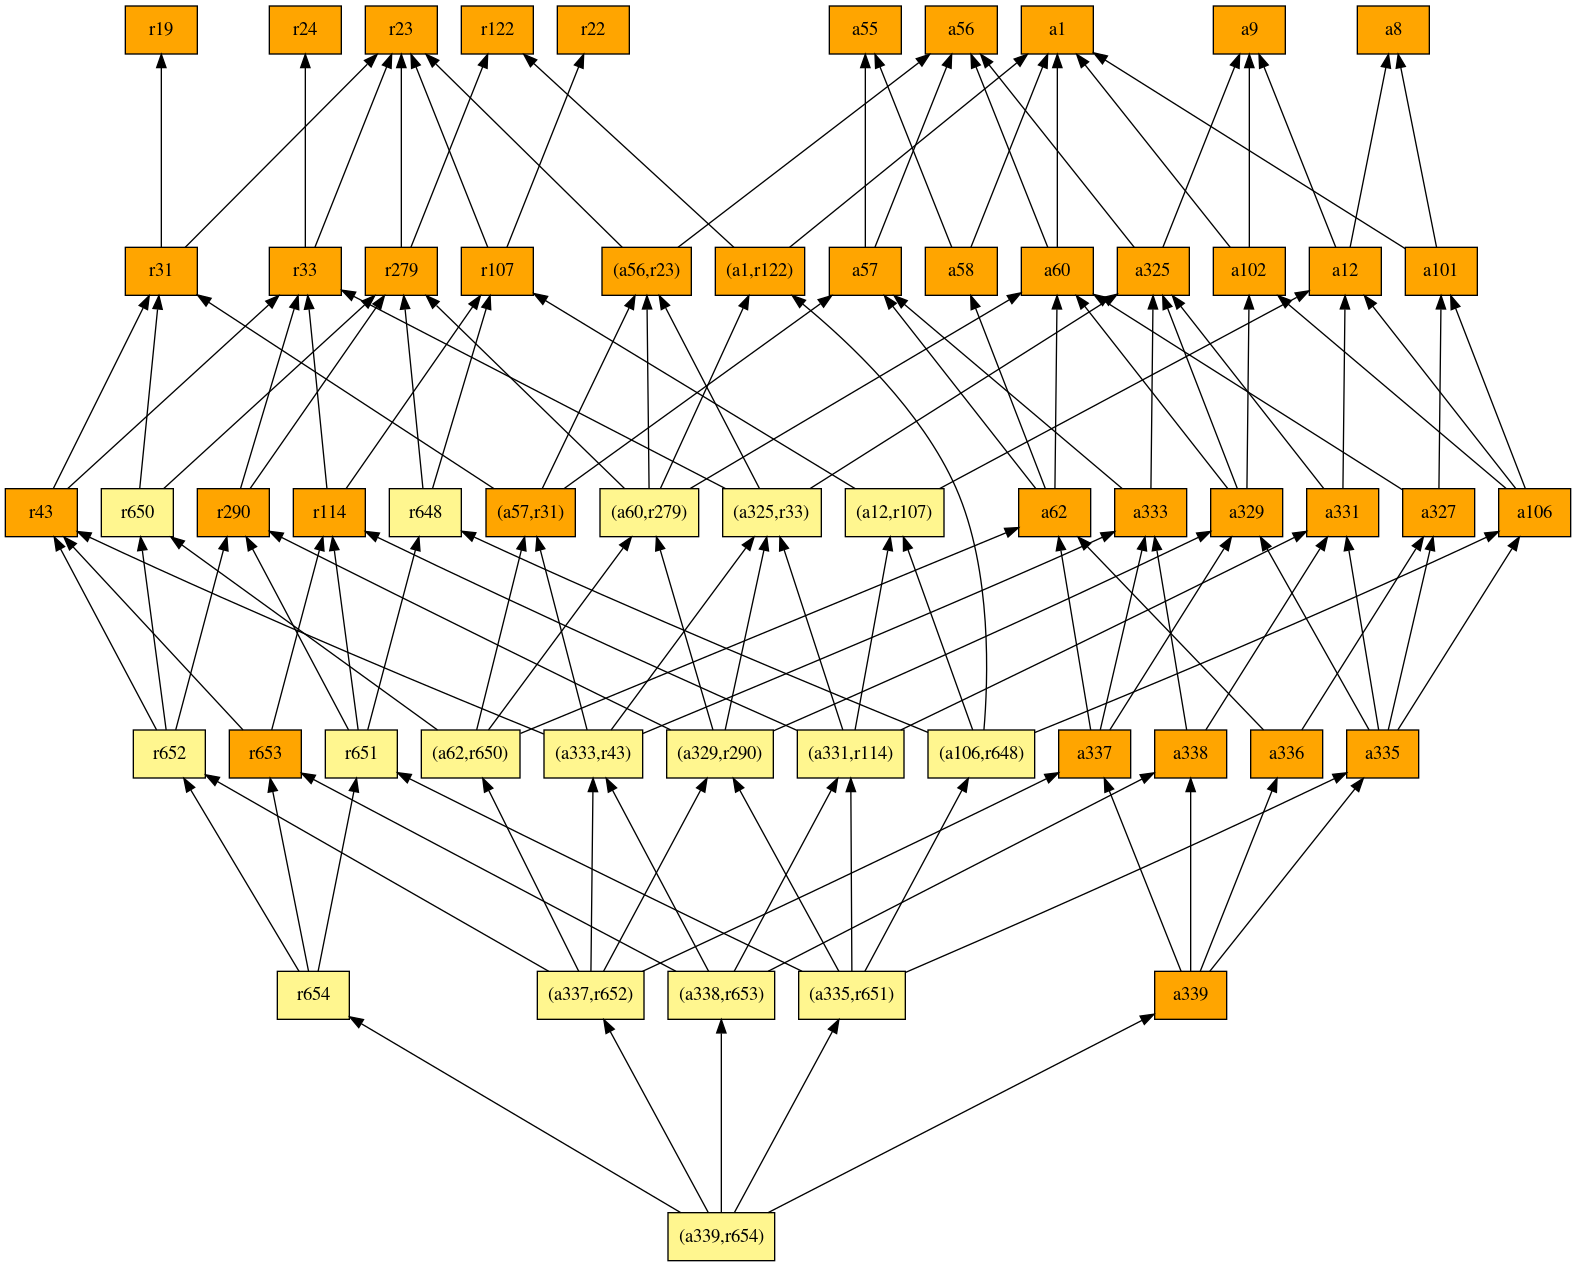 r19 r24 r23 r122 r22 a55 a56 a1 a9 a8
r31 r33 r279 r107 (a56,r23) (a1,r122) a57 a58 a60 a325 a102 a12 a101
r43 r650 r290 r114 r648 (a57,r31) (a60,r279) (a325,r33) (a12,r107) a62 a333 a329 a331 a327 a106
r652 r653 r651 (a62,r650) (a333,r43) (a329,r290) (a331,r114) (a106,r648) a337 a338 a336 a335
r654 (a337,r652) (a338,r653) (a335,r651) a339
(a339,r654)